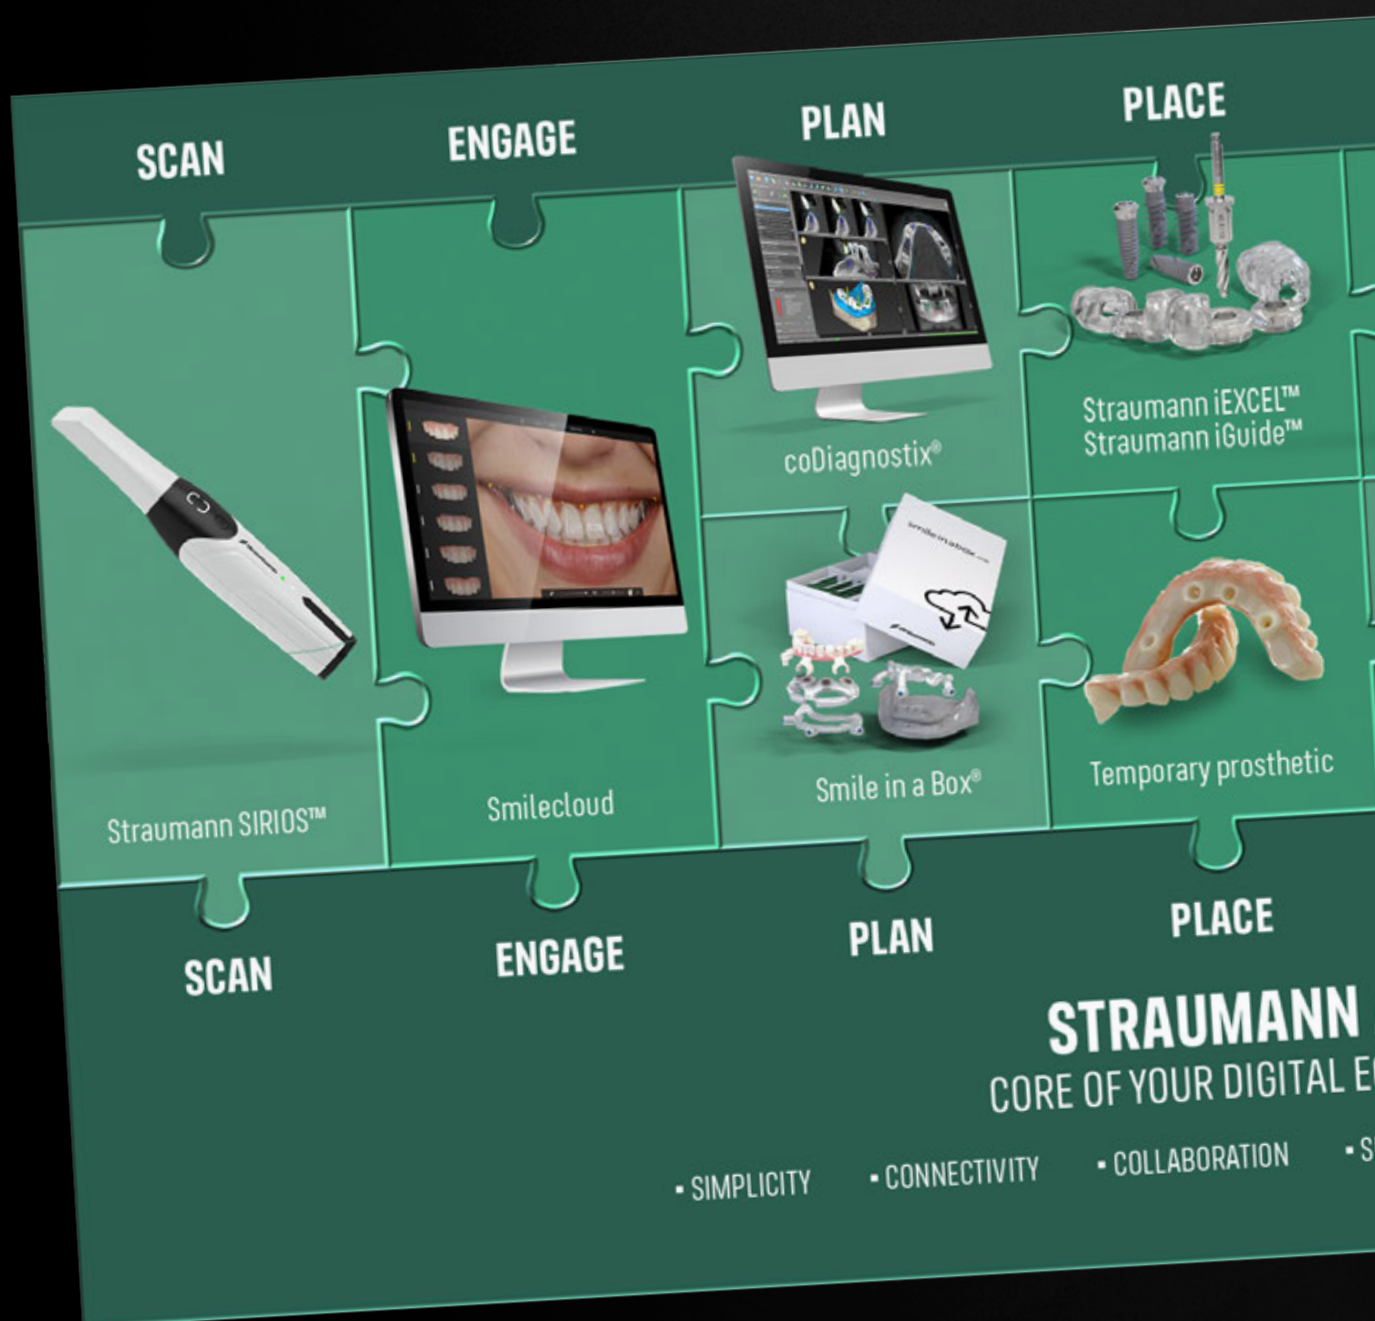 SCAN
ENGAGE
PLAN
PLACE
coDiagnostix®
Straumann iEXCEL™
Straumann iGuide™
smileinabox
Straumann SIRIOS™
Smilecloud
Smile in a Box®
Temporary prosthetic
SCAN
ENGAGE
PLAN
PLACE
STRAUMANN
CORE OF YOUR DIGITAL
▪ SIMPLICITY ▪ CONNECTIVITY ▪ COLLABORATION ▪ S